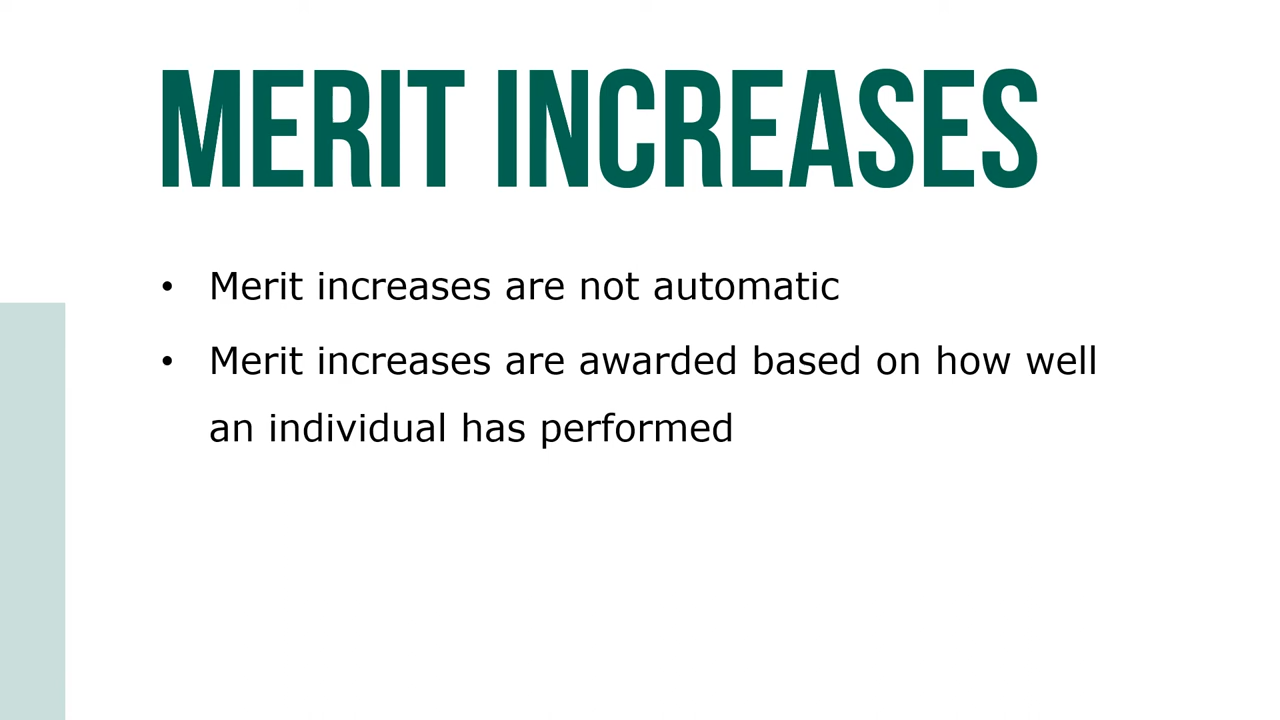 MERIT INCREASES
• Merit increases are not automatic
• Merit increases are awarded based on how well
an individual has performed